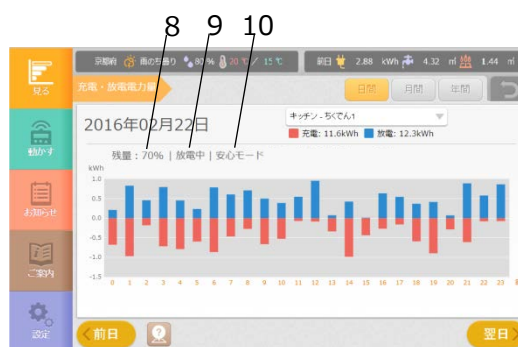 8 9 10
京都府 雨のち曇り 80 % 20 ℃ / 15 ℃ 前日 2.88 kWh 4.32 ㎥ 1.44 ㎥
見る
充電・放電電力量
日間 月間 年間
2016年02月22日
キッチン - ちくでん1
充電: 11.6kWh 放電: 12.3kWh
残量：70% | 放電中 | 安心モード
kWh
1.0
0.5
0.0
-0.5
-1.0
-1.5
0 1 2 3 4 5 6 7 8 9 10 11 12 13 14 15 16 17 18 19 20 21 22 23
動かす
お知らせ
ご案内
設定
前日
?
翌日